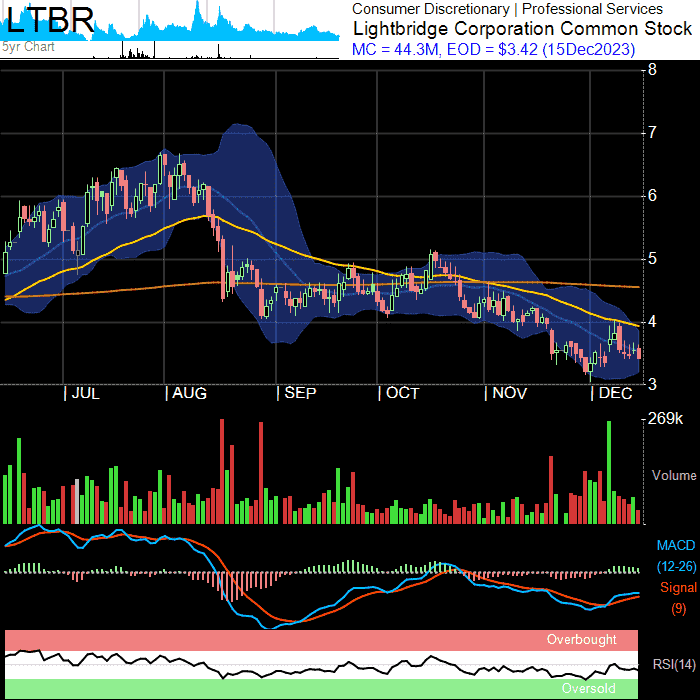 LTBR
5yr Chart
Consumer Discretionary | Professional Services
Lightbridge Corporation Common Stock
MC = 44.3M, EOD = $3.42 (15Dec2023)
8
7
6
5
4
3
| JUL | AUG | SEP | OCT | NOV | DEC
269k
Volume
MACD
(12-26)
Signal
(9)
Overbought
RSI(14)
Oversold